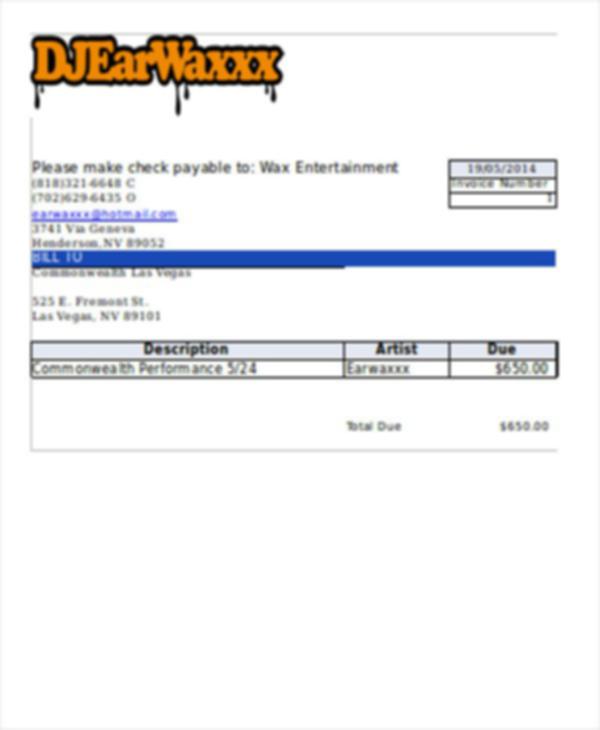 DJEarWaxxx
Please make check payable to: Wax Entertainment
19/05/2014
(818)321-6648 C
Invoice Number
(702)629-6435 O
1
earwaxxx@hotmail.com
3741 Via Geneva
Henderson,NV 89052
BILL TO
Commonwealth Las Vegas
525 E. Fremont St.
Las Vegas, NV 89101
Description Artist Due
Commonwealth Performance 5/24 Earwaxxx $650.00
Total Due $650.00